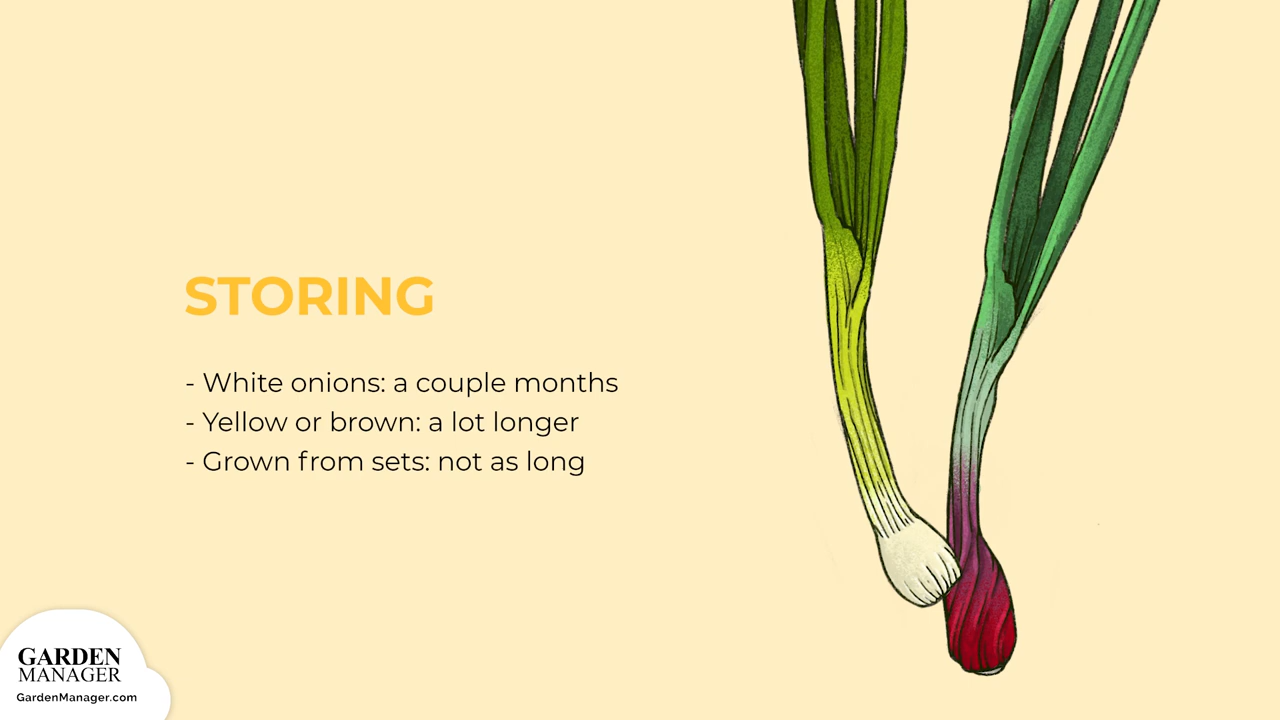 STORING
- White onions: a couple months
- Yellow or brown: a lot longer
- Grown from sets: not as long
GARDEN
MANAGER
GardenManager.com